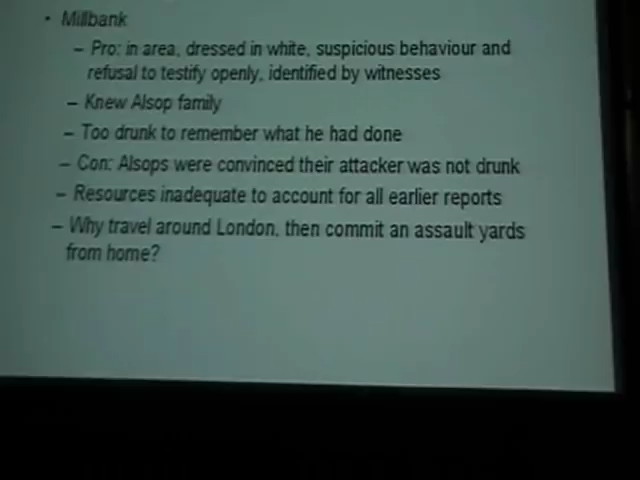 • Millbank
– Pro: in area, dressed in white, suspicious behaviour and
refusal to testify openly, identified by witnesses
– Knew Alsop family
– Too drunk to remember what he had done
– Con: Alsops were convinced their attacker was not drunk
– Resources inadequate to account for all earlier reports
– Why travel around London, then commit an assault yards
from home?